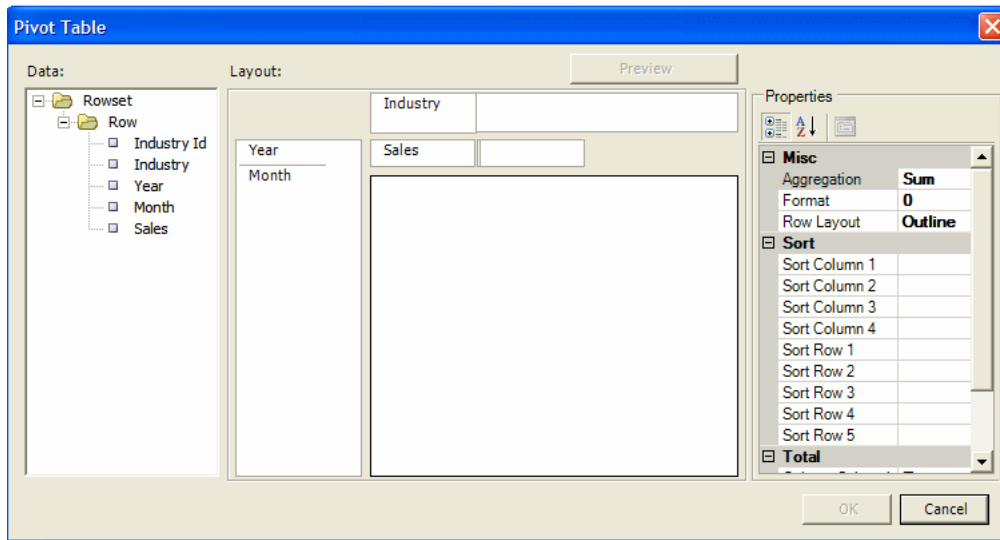 Pivot Table
Data:
Layout:
Preview
Rowset
Row
Industry Id
Industry
Year
Month
Sales
Industry
Year
Month
Sales
Properties
Misc
Aggregation Sum
Format 0
Row Layout Outline
Sort
Sort Column 1
Sort Column 2
Sort Column 3
Sort Column 4
Sort Row 1
Sort Row 2
Sort Row 3
Sort Row 4
Sort Row 5
Total
OK
Cancel